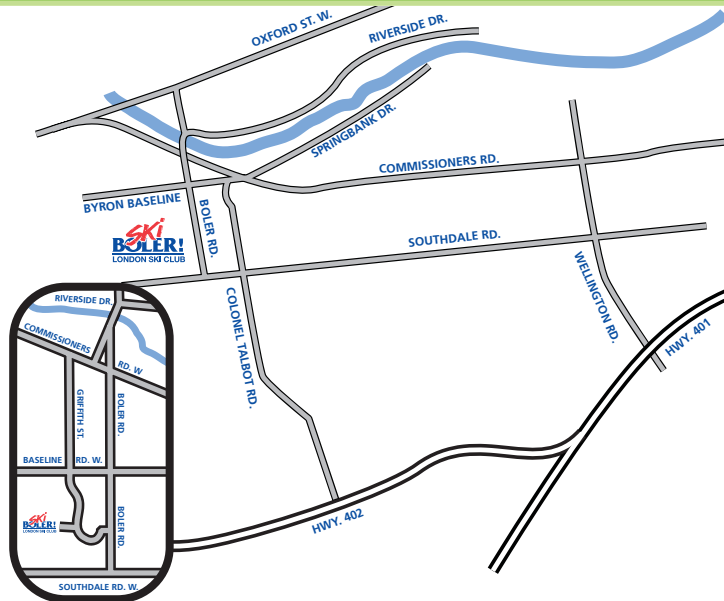 OXFORD ST. W.
RIVERSIDE DR.
SPRINGBANK DR.
COMMISSIONERS RD.
BYRON BASELINE
BOLER RD.
SKi
BOLER!
LONDON SKI CLUB
SOUTHDALE RD.
WELLINGTON RD.
COLONEL TALBOT RD.
HWY. 401
HWY. 402
RIVERSIDE DR.
COMMISSIONERS RD. W
GRIFFITH ST.
BOLER RD.
BASELINE RD. W.
SKi
BOLER!
LONDON SKI CLUB
BOLER RD.
SOUTHDALE RD. W.